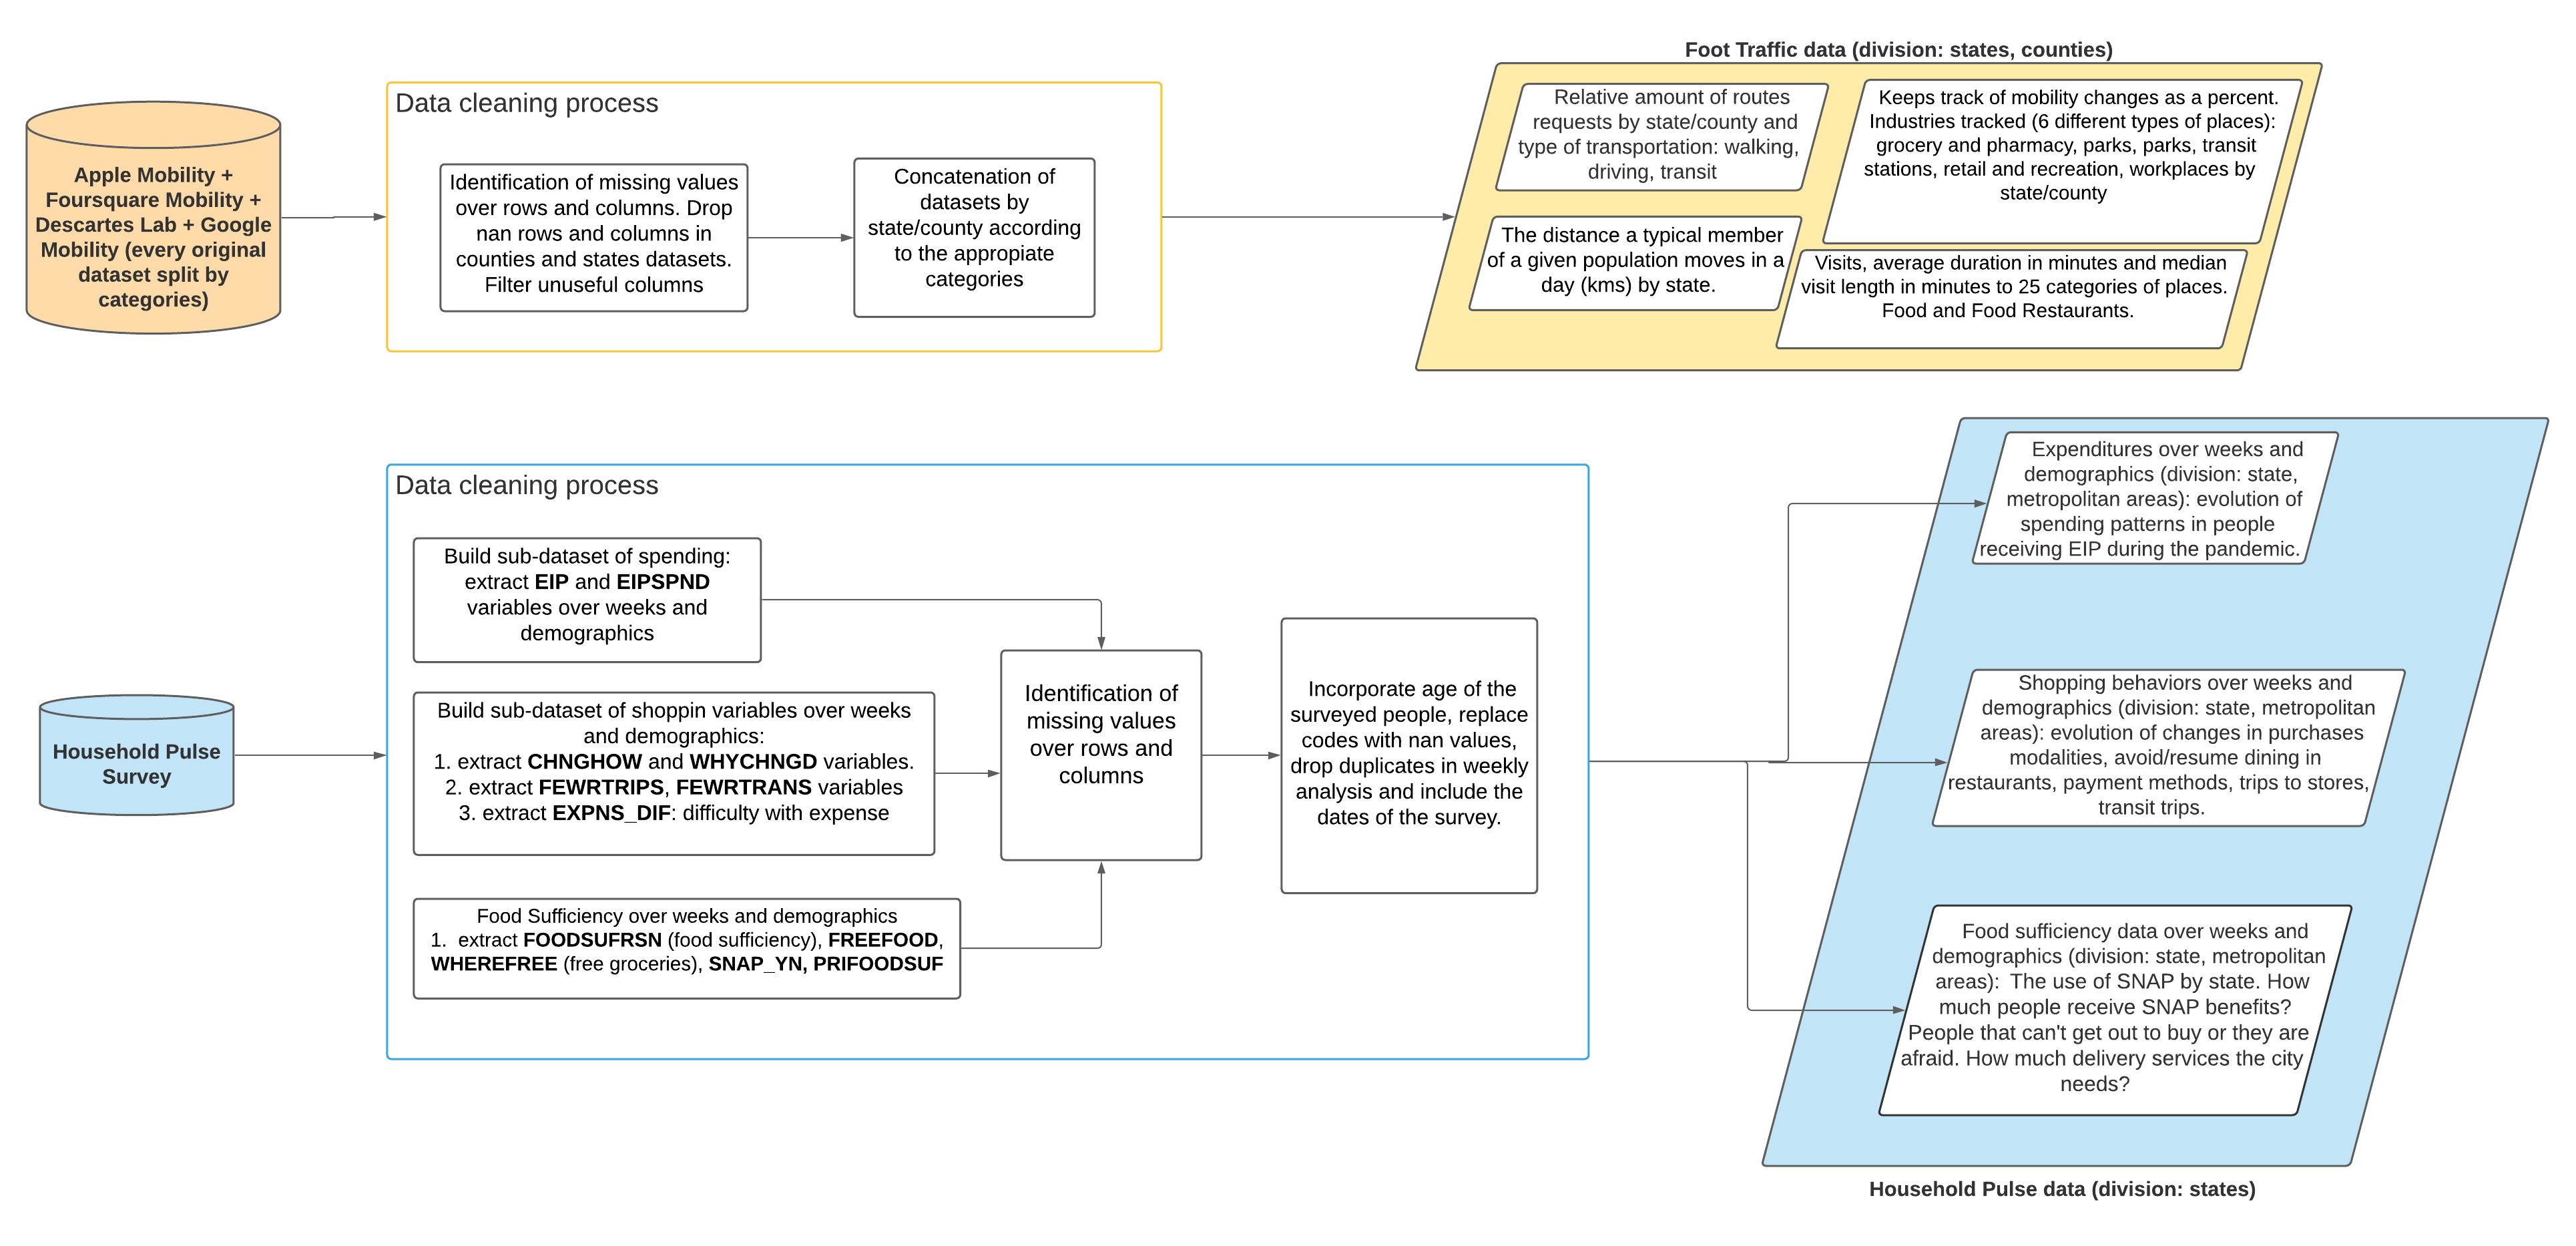 Foot Traffic data (division: states, counties)
Apple Mobility +
Foursquare Mobility +
Descartes Lab + Google
Mobility (every original
dataset split by
categories)
Data cleaning process
Identification of missing values
over rows and columns. Drop
nan rows and columns in
counties and states datasets.
Filter unuseful columns
Concatenation of
datasets by
state/county according
to the appropiate
categories
Relative amount of routes
requests by state/county and
type of transportation: walking,
driving, transit
Keeps track of mobility changes as a percent.
Industries tracked (6 different types of places):
grocery and pharmacy, parks, parks, transit
stations, retail and recreation, workplaces by
state/county
The distance a typical member
of a given population moves in a
day (kms) by state.
Visits, average duration in minutes and median
visit length in minutes to 25 categories of places.
Food and Food Restaurants.
Household Pulse
Survey
Data cleaning process
Build sub-dataset of spending:
extract EIP and EIPSPND
variables over weeks and
demographics
Build sub-dataset of shoppin variables over weeks
and demographics:
1. extract CHNGHOW and WHYCHNGD variables.
2. extract FEWRTRIPS, FEWRTRANS variables
3. extract EXPNS_DIF: difficulty with expense
Food Sufficiency over weeks and demographics
1. extract FOODSUFRSN (food sufficiency), FREEFOOD,
WHEREFREE (free groceries), SNAP_YN, PRIFOODSUF
Identification of
missing values
over rows and
columns
Incorporate age of the
surveyed people, replace
codes with nan values,
drop duplicates in weekly
analysis and include the
dates of the survey.
Expenditures over weeks and
demographics (division: state,
metropolitan areas): evolution of
spending patterns in people
receiving EIP during the pandemic.
Shopping behaviors over weeks and
demographics (division: state, metropolitan
areas): evolution of changes in purchases
modalities, avoid/resume dining in
restaurants, payment methods, trips to stores,
transit trips.
Food sufficiency data over weeks and
demographics (division: state, metropolitan
areas): The use of SNAP by state. How
much people receive SNAP benefits?
People that can't get out to buy or they are
afraid. How much delivery services the city
needs?
Household Pulse data (division: states)